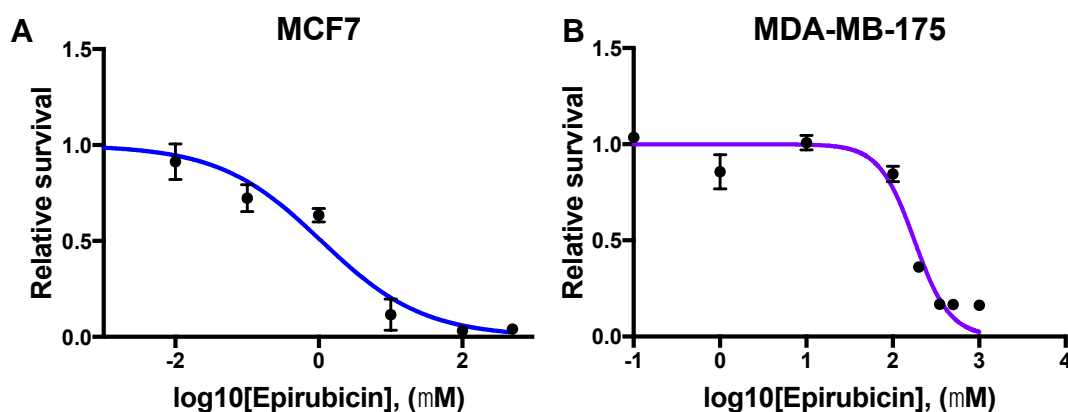 A
MCF7
Relative survival
1.5
1.0
0.5
0.0
-2
0
2
log10[Epirubicin], (mM)
B
MDA-MB-175
Relative survival
1.5
1.0
0.5
0.0
-1
0
1
2
3
4
log10[Epirubicin], (mM)